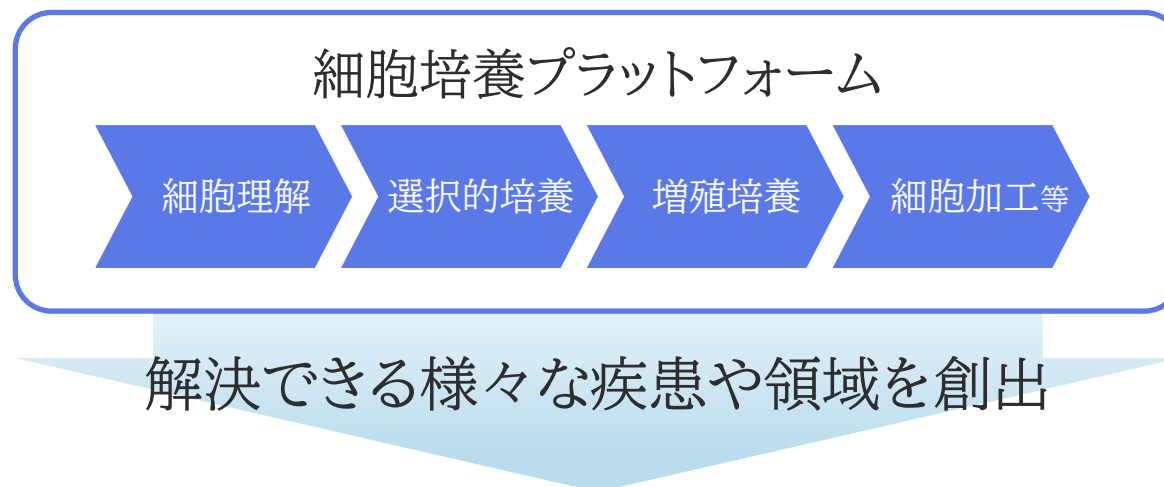 細胞培養プラットフォーム
細胞理解 選択的培養 増殖培養 細胞加工等
解決できる様々な疾患や領域を創出